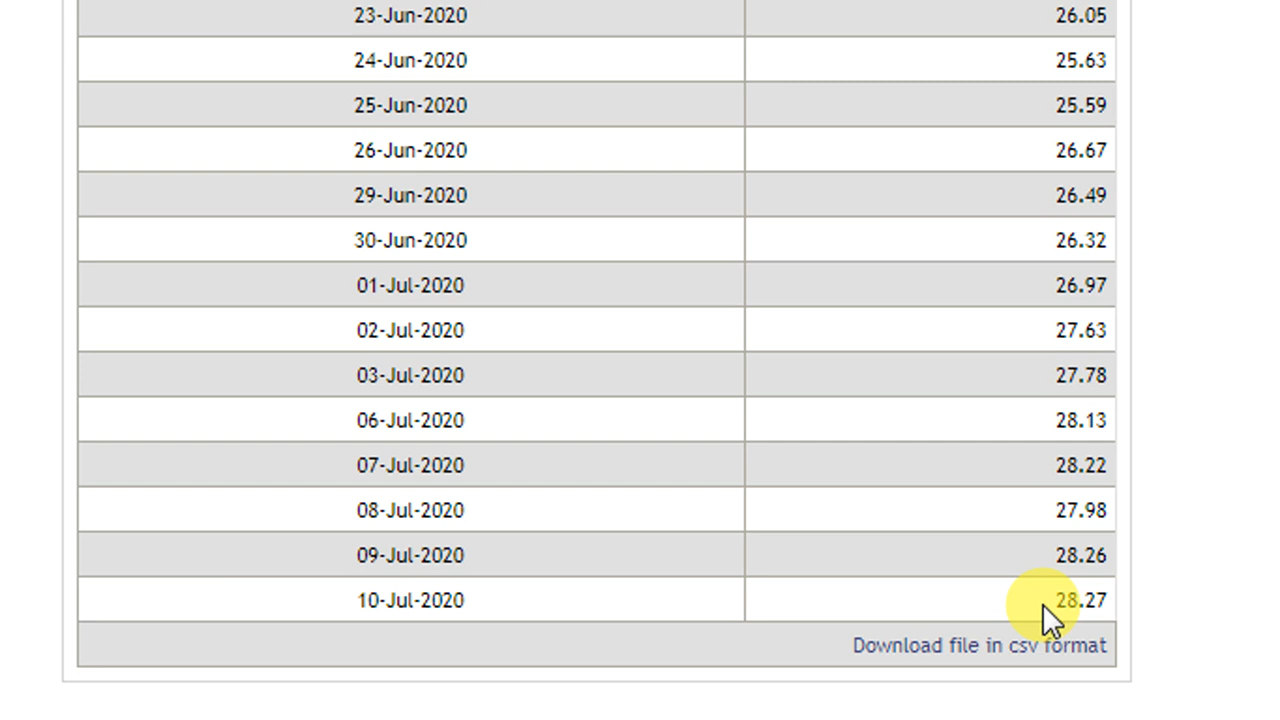 23-Jun-2020 26.05
24-Jun-2020 25.63
25-Jun-2020 25.59
26-Jun-2020 26.67
29-Jun-2020 26.49
30-Jun-2020 26.32
01-Jul-2020 26.97
02-Jul-2020 27.63
03-Jul-2020 27.78
06-Jul-2020 28.13
07-Jul-2020 28.22
08-Jul-2020 27.98
09-Jul-2020 28.26
10-Jul-2020 28.27
Download file in csv format